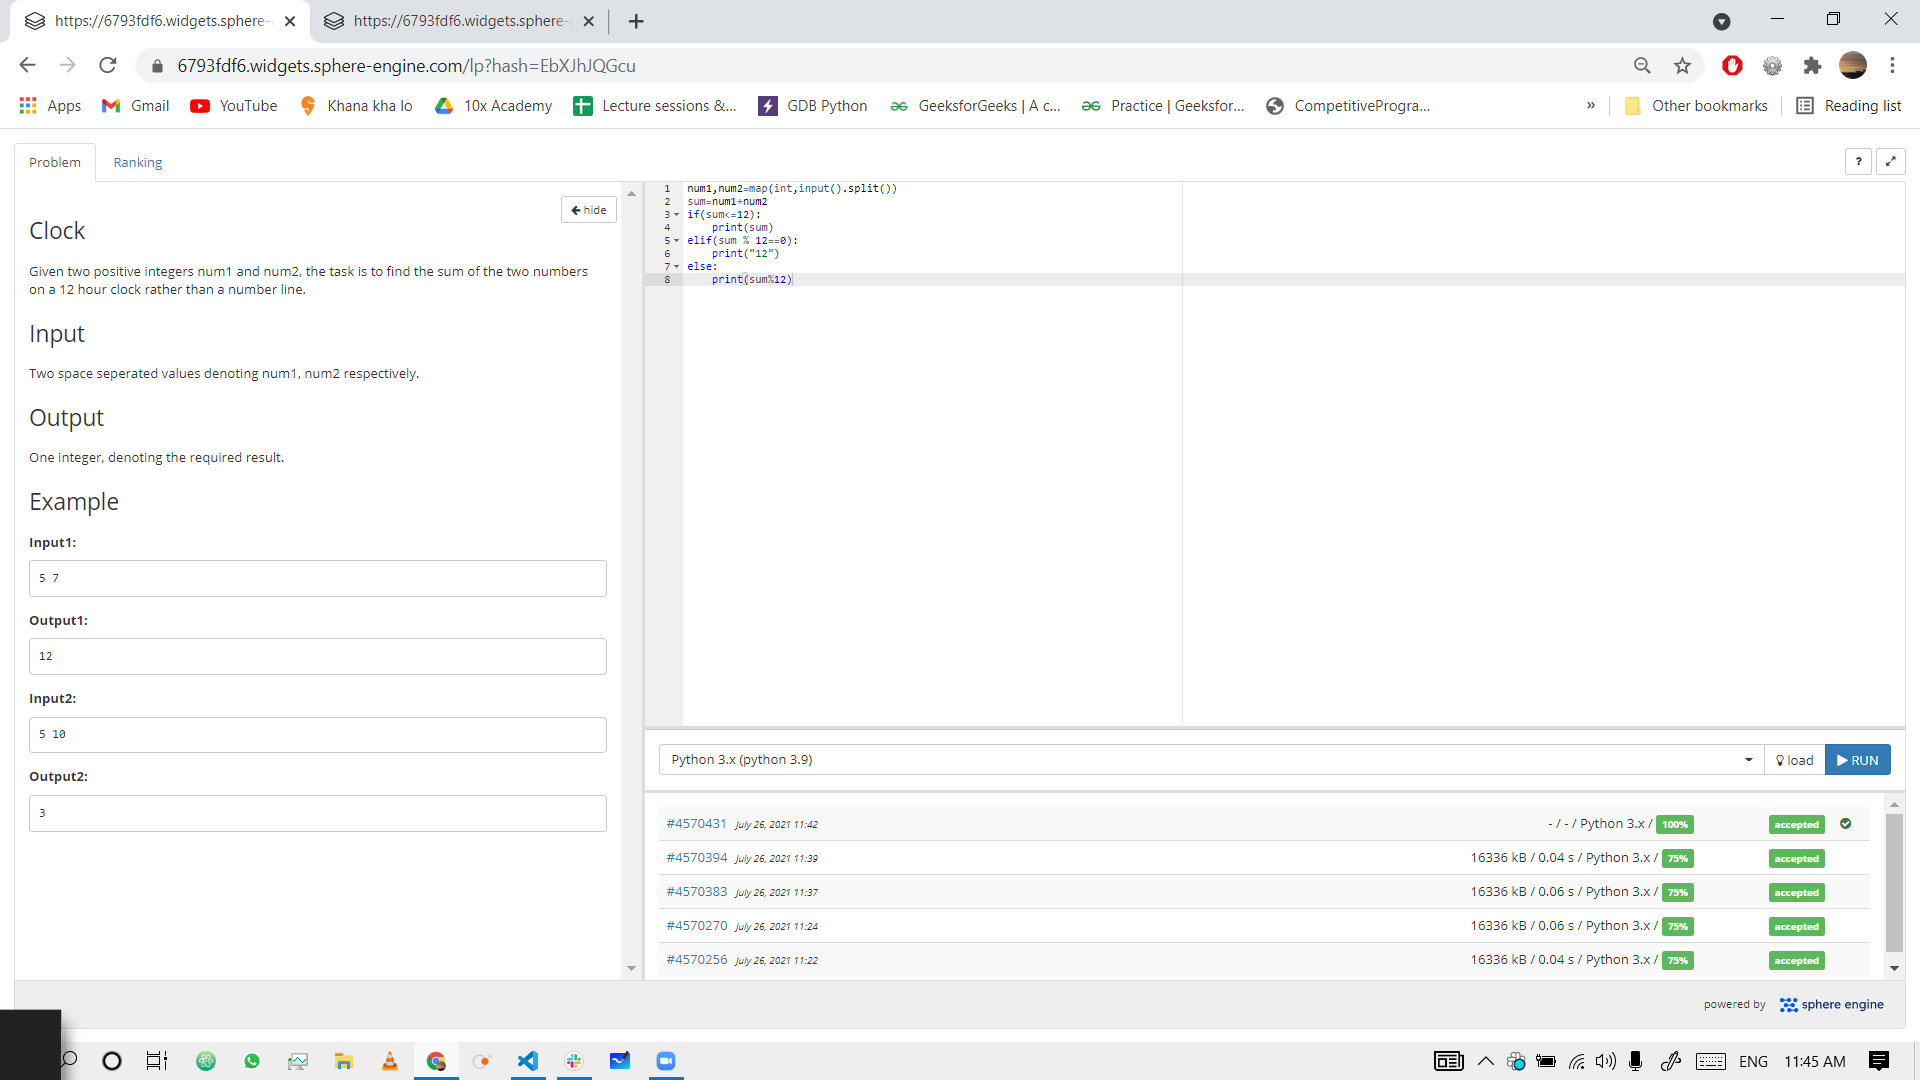 https://6793fdf6.widgets.sphere-
https://6793fdf6.widgets.sphere-
6793fdf6.widgets.sphere-engine.com/lp?hash=EbXJhJQGcu
Apps Gmail YouTube Khana kha lo 10x Academy Lecture sessions &... GDB Python GeeksforGeeks | A c... Practice | Geeksfor... CompetitiveProgra... » Other bookmarks Reading list
Problem Ranking ?
hide
Clock
Given two positive integers num1 and num2, the task is to find the sum of the two numbers
on a 12 hour clock rather than a number line.
Input
Two space seperated values denoting num1, num2 respectively.
Output
One integer, denoting the required result.
Example
Input1:
5 7
Output1:
12
Input2:
5 10
Output2:
3
1 num1,num2=map(int,input().split())
2 sum=num1+num2
3 if(sum<=12):
4 print(sum)
5 elif(sum % 12==0):
6 print("12")
7 else:
8 print(sum%12)
Python 3.x (python 3.9) load RUN
#4570431 July 26, 2021 11:42 - / - / Python 3.x / 100% accepted
#4570394 July 26, 2021 11:39 16336 kB / 0.04 s / Python 3.x / 75% accepted
#4570383 July 26, 2021 11:37 16336 kB / 0.06 s / Python 3.x / 75% accepted
#4570270 July 26, 2021 11:24 16336 kB / 0.06 s / Python 3.x / 75% accepted
#4570256 July 26, 2021 11:22 16336 kB / 0.04 s / Python 3.x / 75% accepted
powered by sphere engine
ENG 11:45 AM